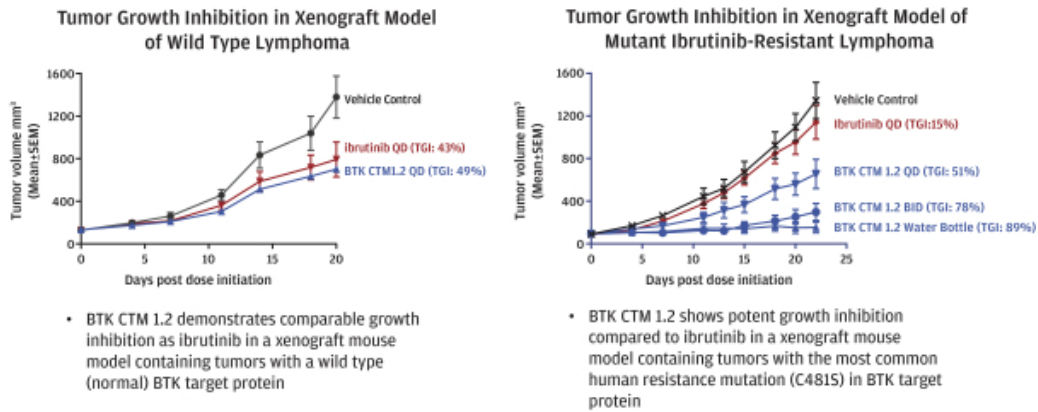 Tumor Growth Inhibition in Xenograft Model
of Wild Type Lymphoma
Tumor volume mm³
(Mean±SEM)
1600
1200
800
400
0
Vehicle Control
ibrutinib QD (TGI: 43%)
BTK CTM1.2 QD (TGI: 49%)
0 5 10 15 20
Days post dose initiation
• BTK CTM 1.2 demonstrates comparable growth
inhibition as ibrutinib in a xenograft mouse
model containing tumors with a wild type
(normal) BTK target protein
Tumor Growth Inhibition in Xenograft Model of
Mutant Ibrutinib-Resistant Lymphoma
Tumor volume mm³
(Mean±SEM)
1600
1200
800
400
0
Vehicle Control
Ibrutinib QD (TGI:15%)
BTK CTM 1.2 QD (TGI: 51%)
BTK CTM 1.2 BID (TGI: 78%)
BTK CTM 1.2 Water Bottle (TGI: 89%)
0 5 10 15 20 25
Days post dose initiation
• BTK CTM 1.2 shows potent growth inhibition
compared to ibrutinib in a xenograft mouse
model containing tumors with the most common
human resistance mutation (C481S) in BTK target
protein